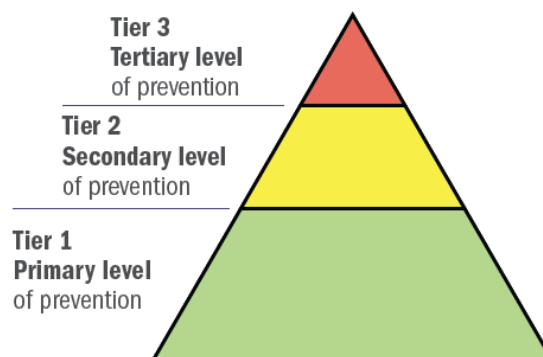 Tier 3
Tertiary level
of prevention
Tier 2
Secondary level
of prevention
Tier 1
Primary level
of prevention